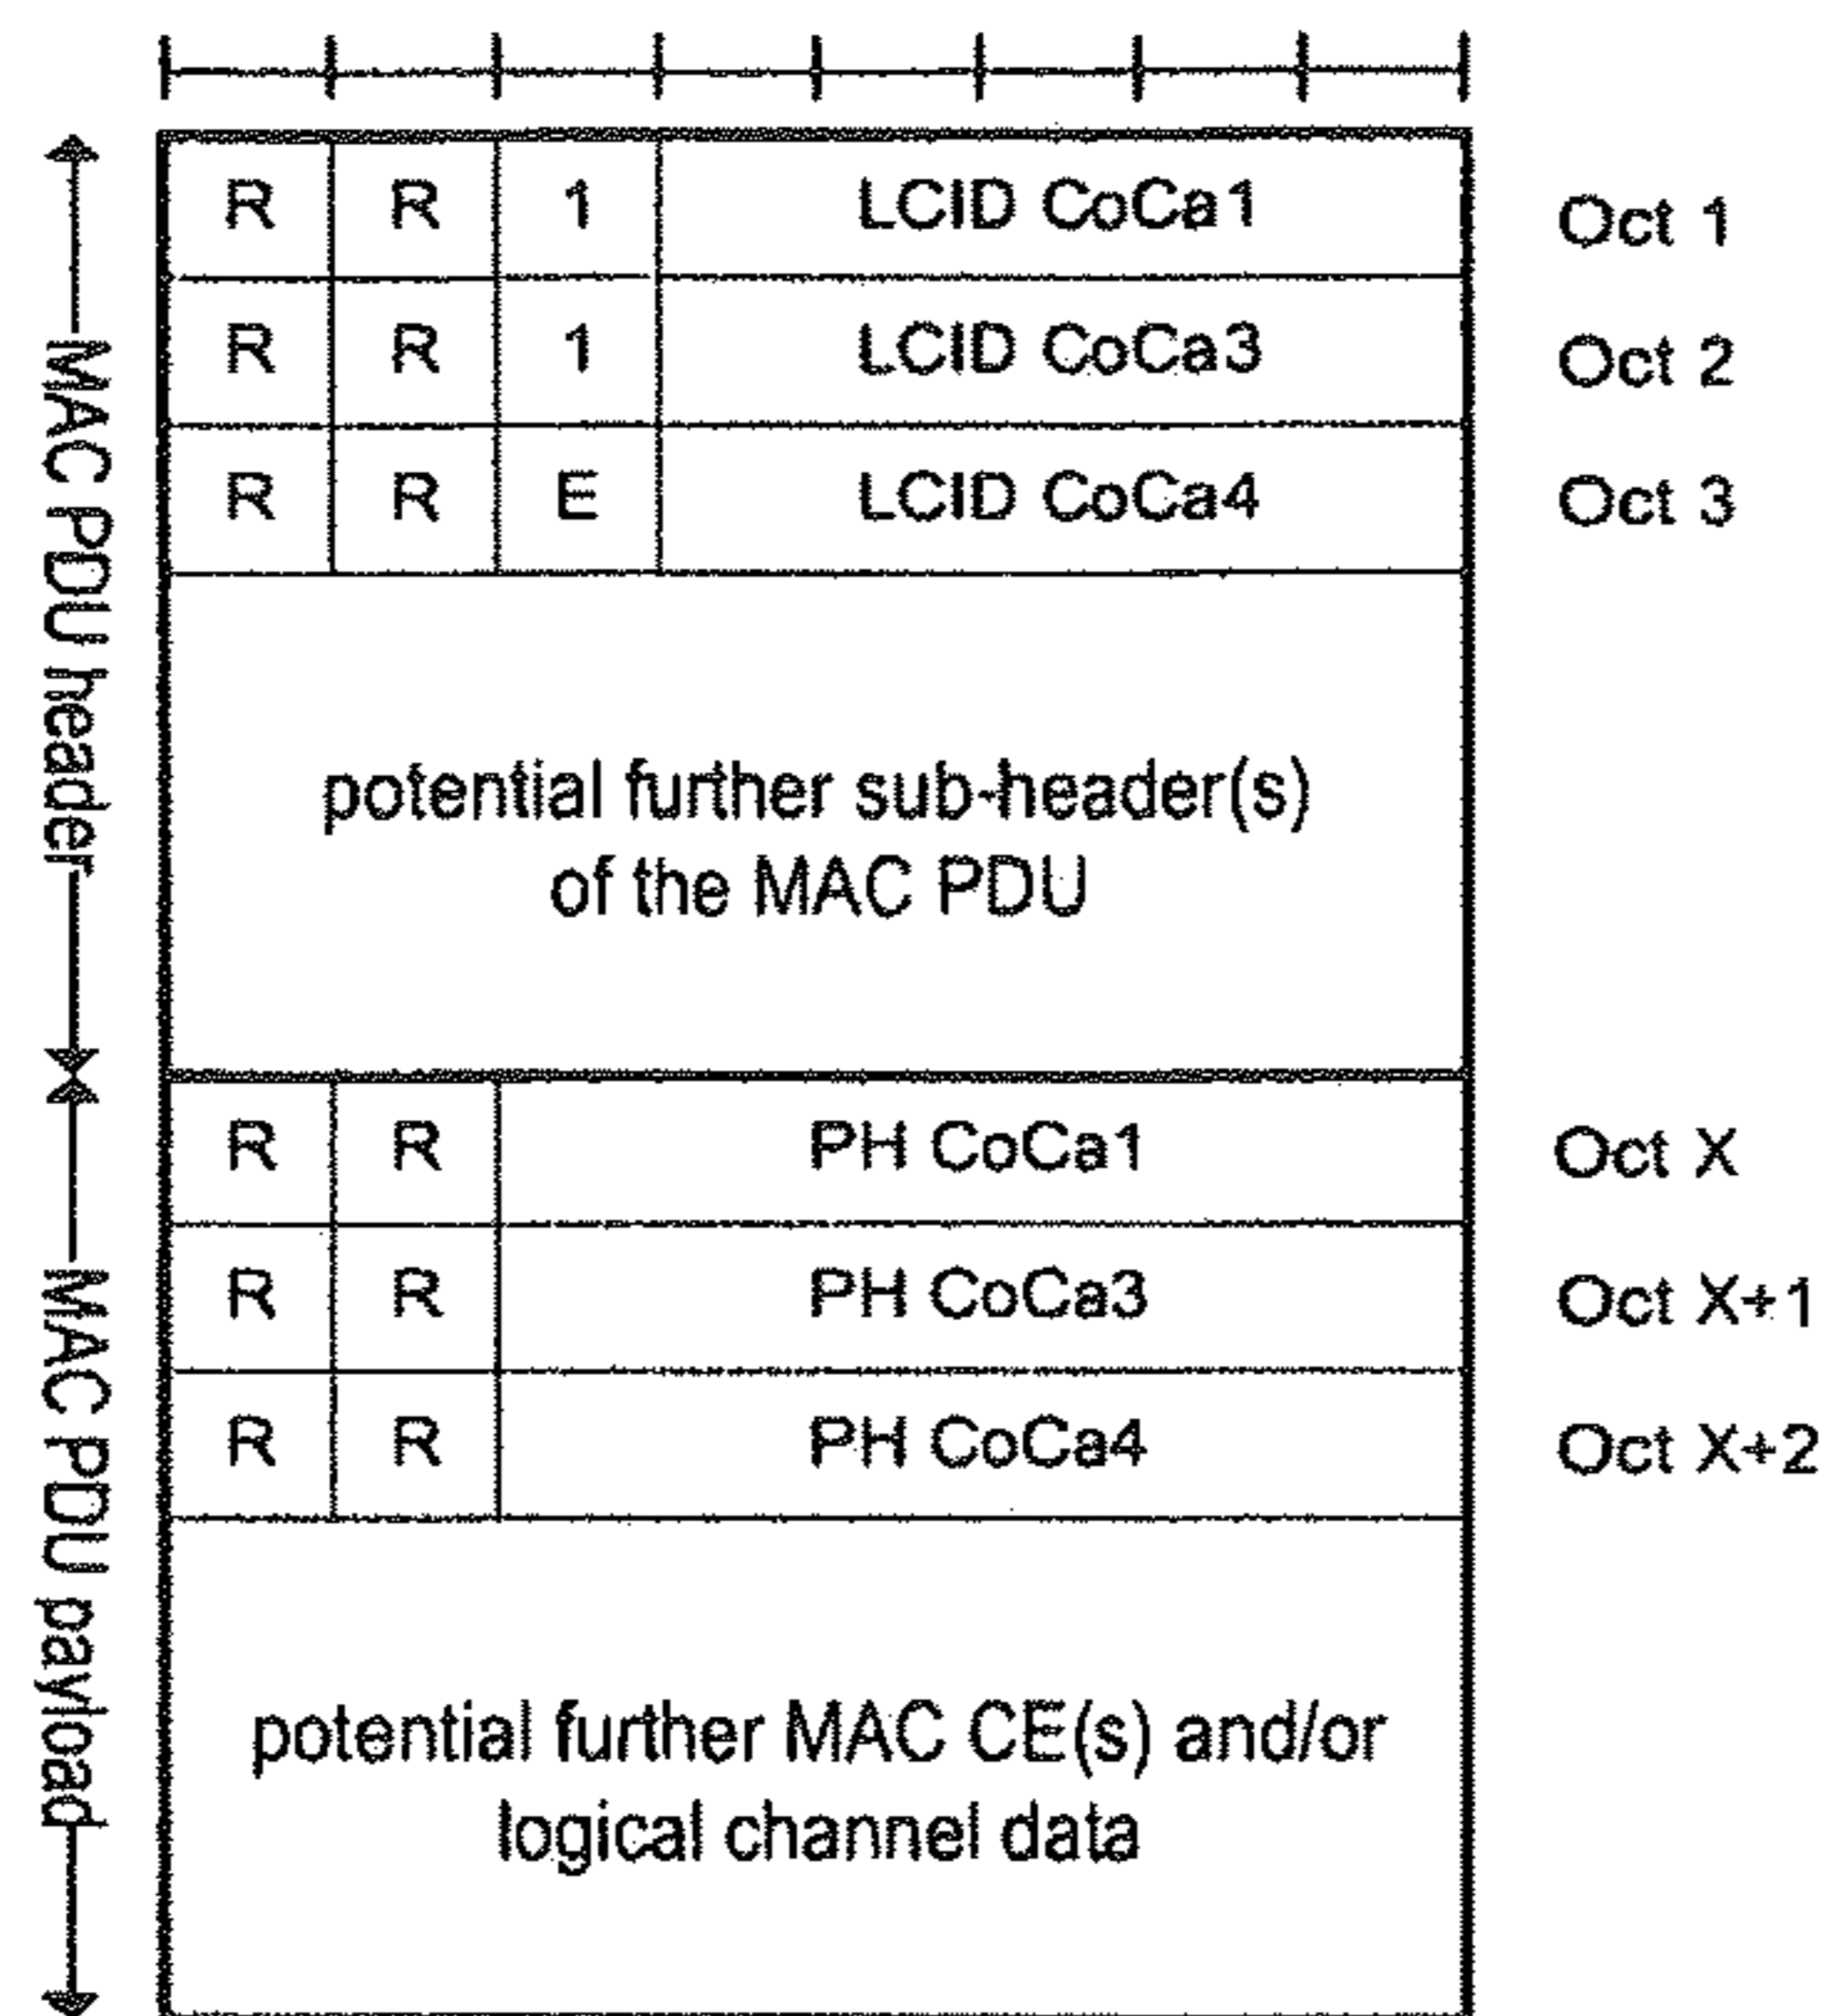 R R 1 LCID CoCa1 Oct 1
R R 1 LCID CoCa3 Oct 2
R R E LCID CoCa4 Oct 3
MAC PDU header
potential further sub-header(s)
of the MAC PDU
R R PH CoCa1 Oct X
R R PH CoCa3 Oct X+1
R R PH CoCa4 Oct X+2
MAC PDU payload
potential further MAC CE(s) and/or
logical channel data